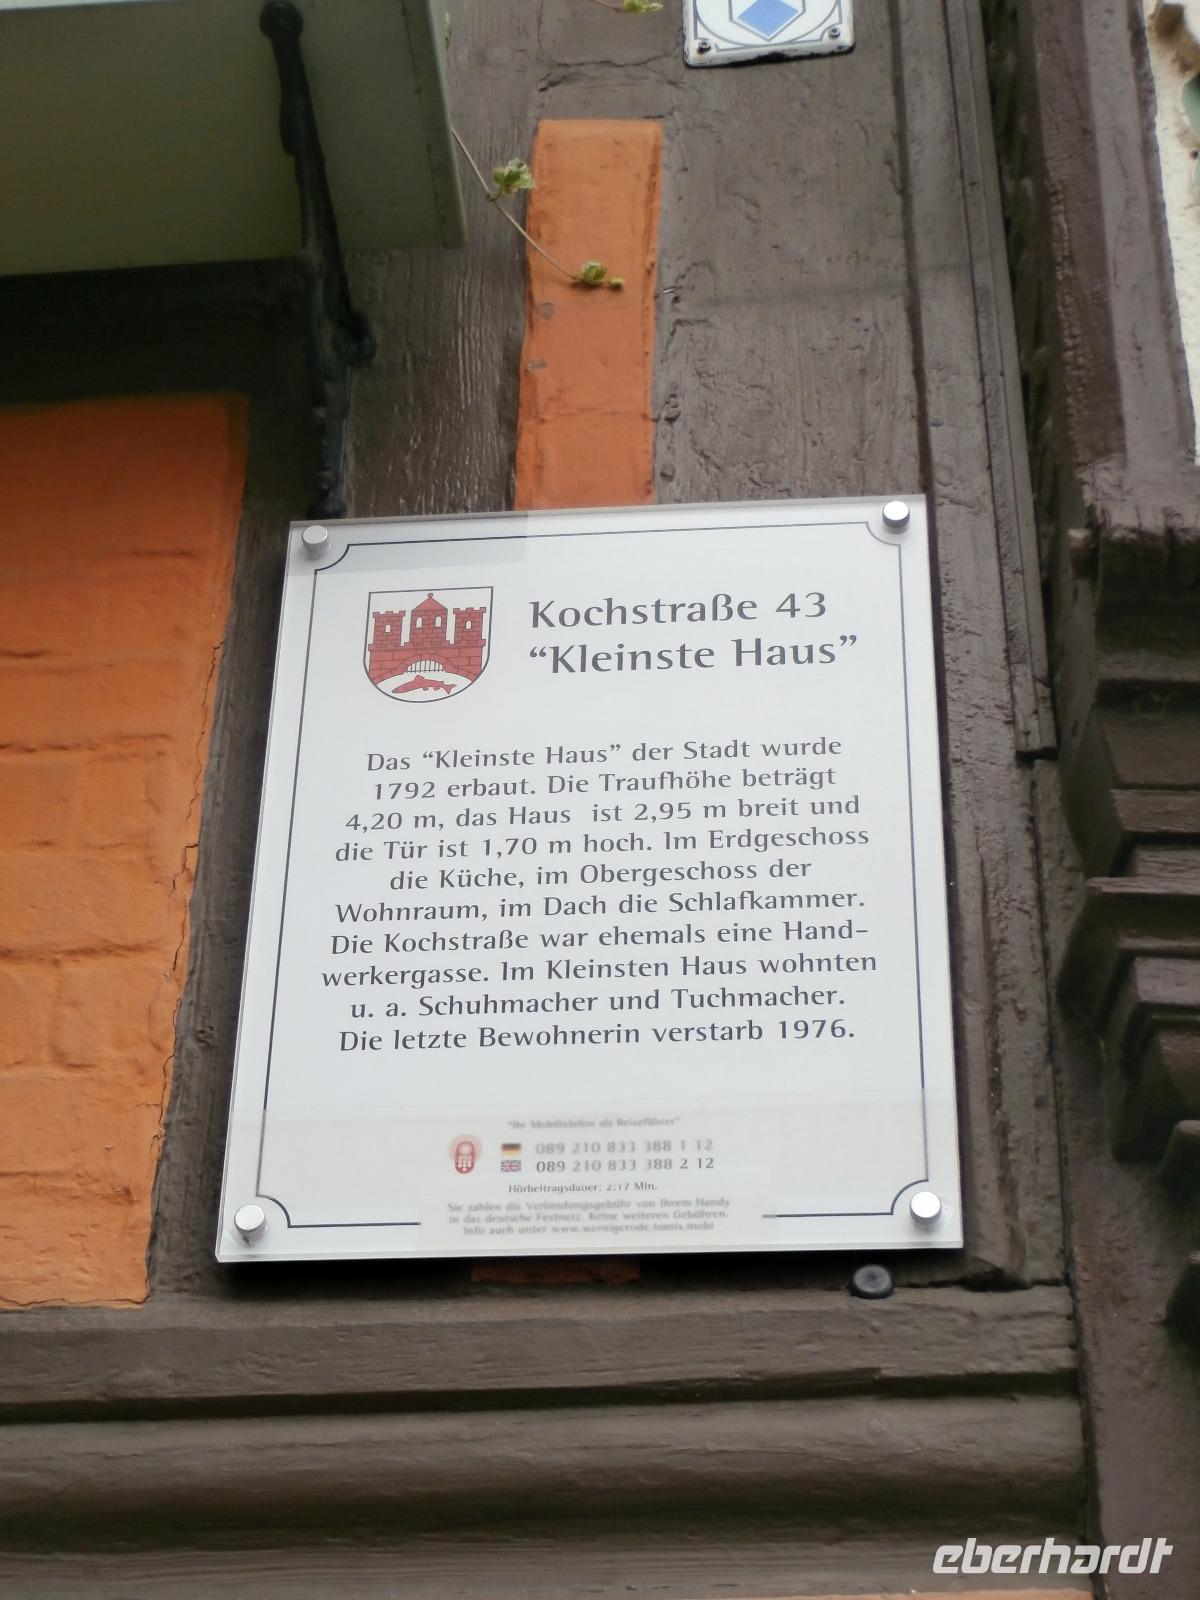 Kochstraße 43
“Kleinste Haus”
Das “Kleinste Haus” der Stadt wurde
1792 erbaut. Die Traufhöhe beträgt
4,20 m, das Haus ist 2,95 m breit und
die Tür ist 1,70 m hoch. Im Erdgeschoss
die Küche, im Obergeschoss der
Wohnraum, im Dach die Schlafkammer.
Die Kochstraße war ehemals eine Hand-
werkergasse. Im Kleinsten Haus wohnten
u. a. Schuhmacher und Tuchmacher.
Die letzte Bewohnerin verstarb 1976.
"Ihr Mobiltelefon als Reiseführer"
089 210 833 388 1 12
089 210 833 388 2 12
Hörbeitragsdauer: 2:17 Min.
Sie zahlen die Verbindungsgebühr von Ihrem Handy
in das deutsche Festnetz. Keine weiteren Gebühren.
Info auch unter www.wernigerode.tomis.mobi
eberhardt